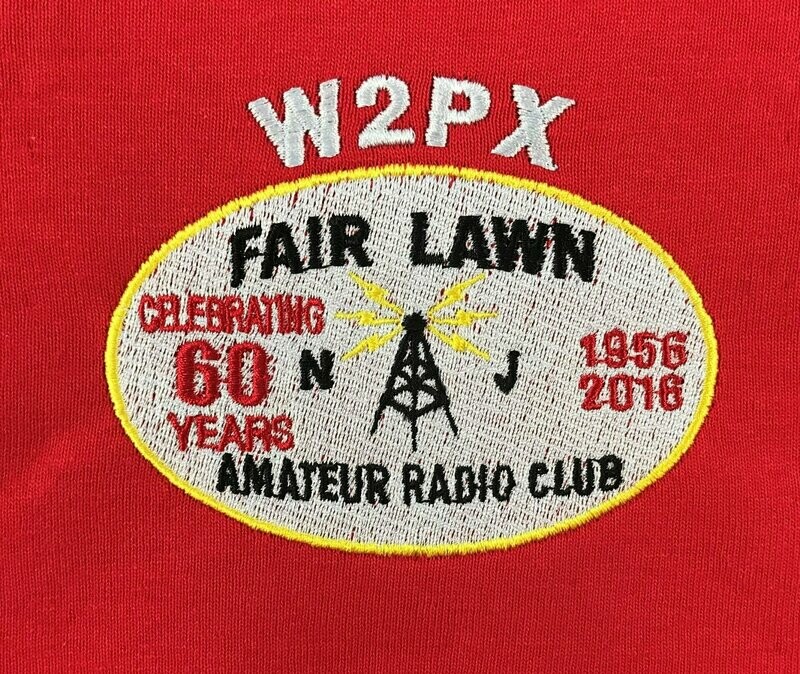 W2PX
FAIR LAWN
CELEBRATING
60
YEARS
N J
1956
2016
AMATEUR RADIO CLUB